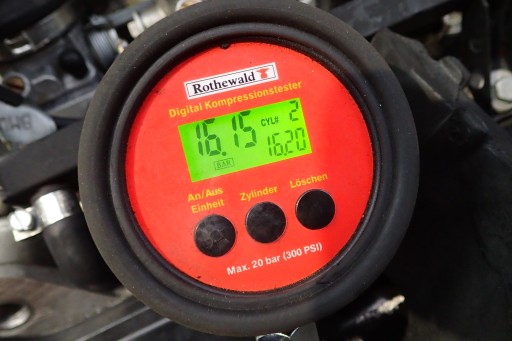 Rothewald
Digital Kompressionstester
16.15 CYL# 2
BAR 16.20
An/Aus Zylinder Löschen
Einheit
Max. 20 bar (300 PSI)